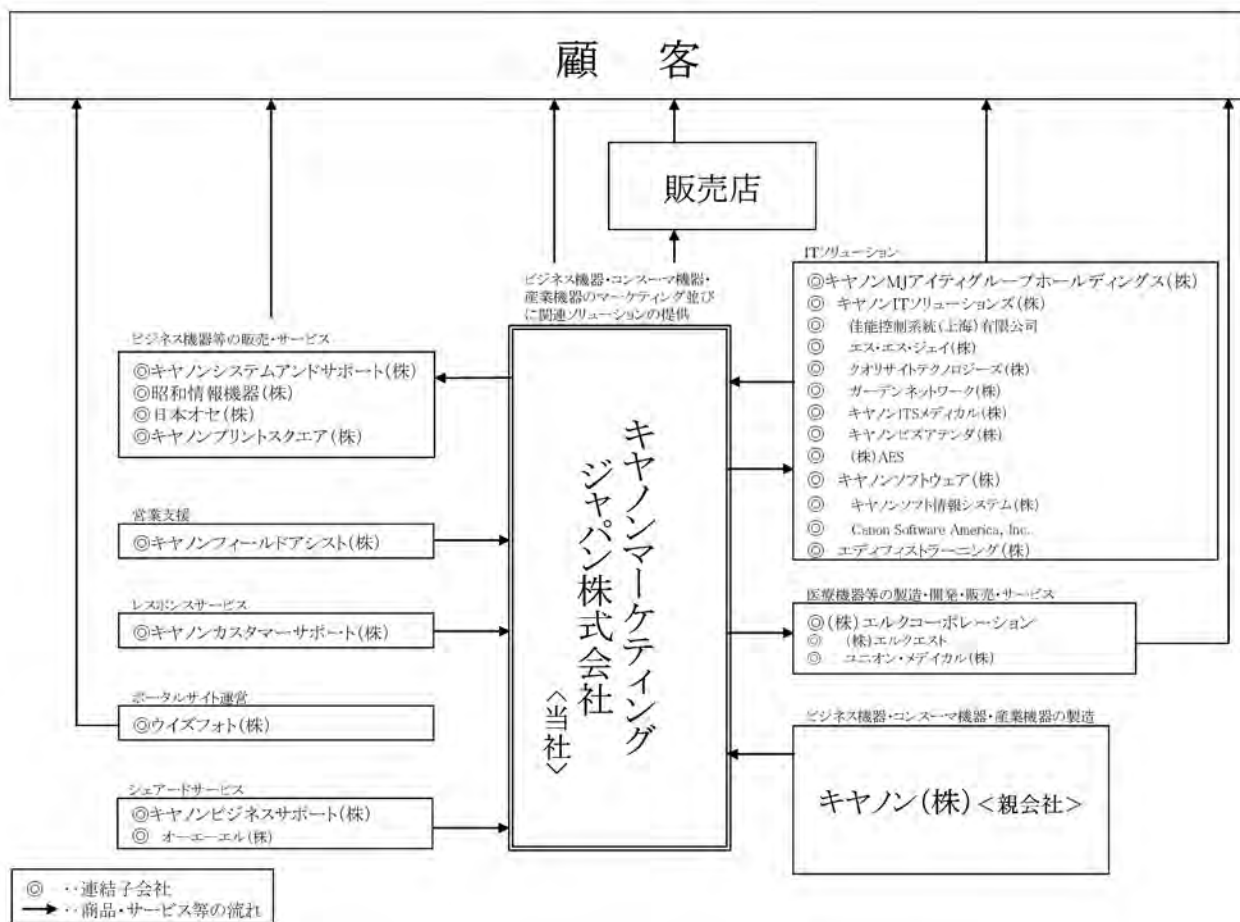 顧 客
販売店
ビジネス機器・コンスーマ機器・
産業機器のマーケティング並び
に関連ソリューションの提供
ビジネス機器等の販売・サービス
◎キヤノンシステムアンドサポート(株)
◎昭和情報機器(株)
◎日本オセ(株)
◎キヤノンプリントスクエア(株)
営業支援
◎キヤノンフィールドアシスト(株)
レスポンスサービス
◎キヤノンカスタマーサポート(株)
ポータルサイト運営
◎ウイズフォト(株)
シェアードサービス
◎キヤノンビジネスサポート(株)
◎ オーエーエル(株)
キヤノンマーケティング
ジャパン株式会社
〈当社〉
ITソリューション
◎キヤノンMJアイティグループホールディングス(株)
◎ キヤノンITソリューションズ(株)
◎ 佳能控制系統(上海)有限公司
◎ エス・エス・ジェイ(株)
◎ クオリサイトテクノロジーズ(株)
◎ ガーデンネットワーク(株)
◎ キヤノンITSメディカル(株)
◎ キヤノンビズアテンダ(株)
◎ (株)AES
◎ キヤノンソフトウェア(株)
◎ キヤノンソフト情報システム(株)
◎ Canon Software America, Inc.
◎ エディフィストラーニング(株)
医療機器等の製造・開発・販売・サービス
◎(株)エルクコーポレーション
◎ (株)エルクエスト
◎ ユニオン・メデイカル(株)
ビジネス機器・コンスーマ機器・産業機器の製造
キヤノン(株)<親会社>
◎ ‥連結子会社
→ ‥商品・サービス等の流れ